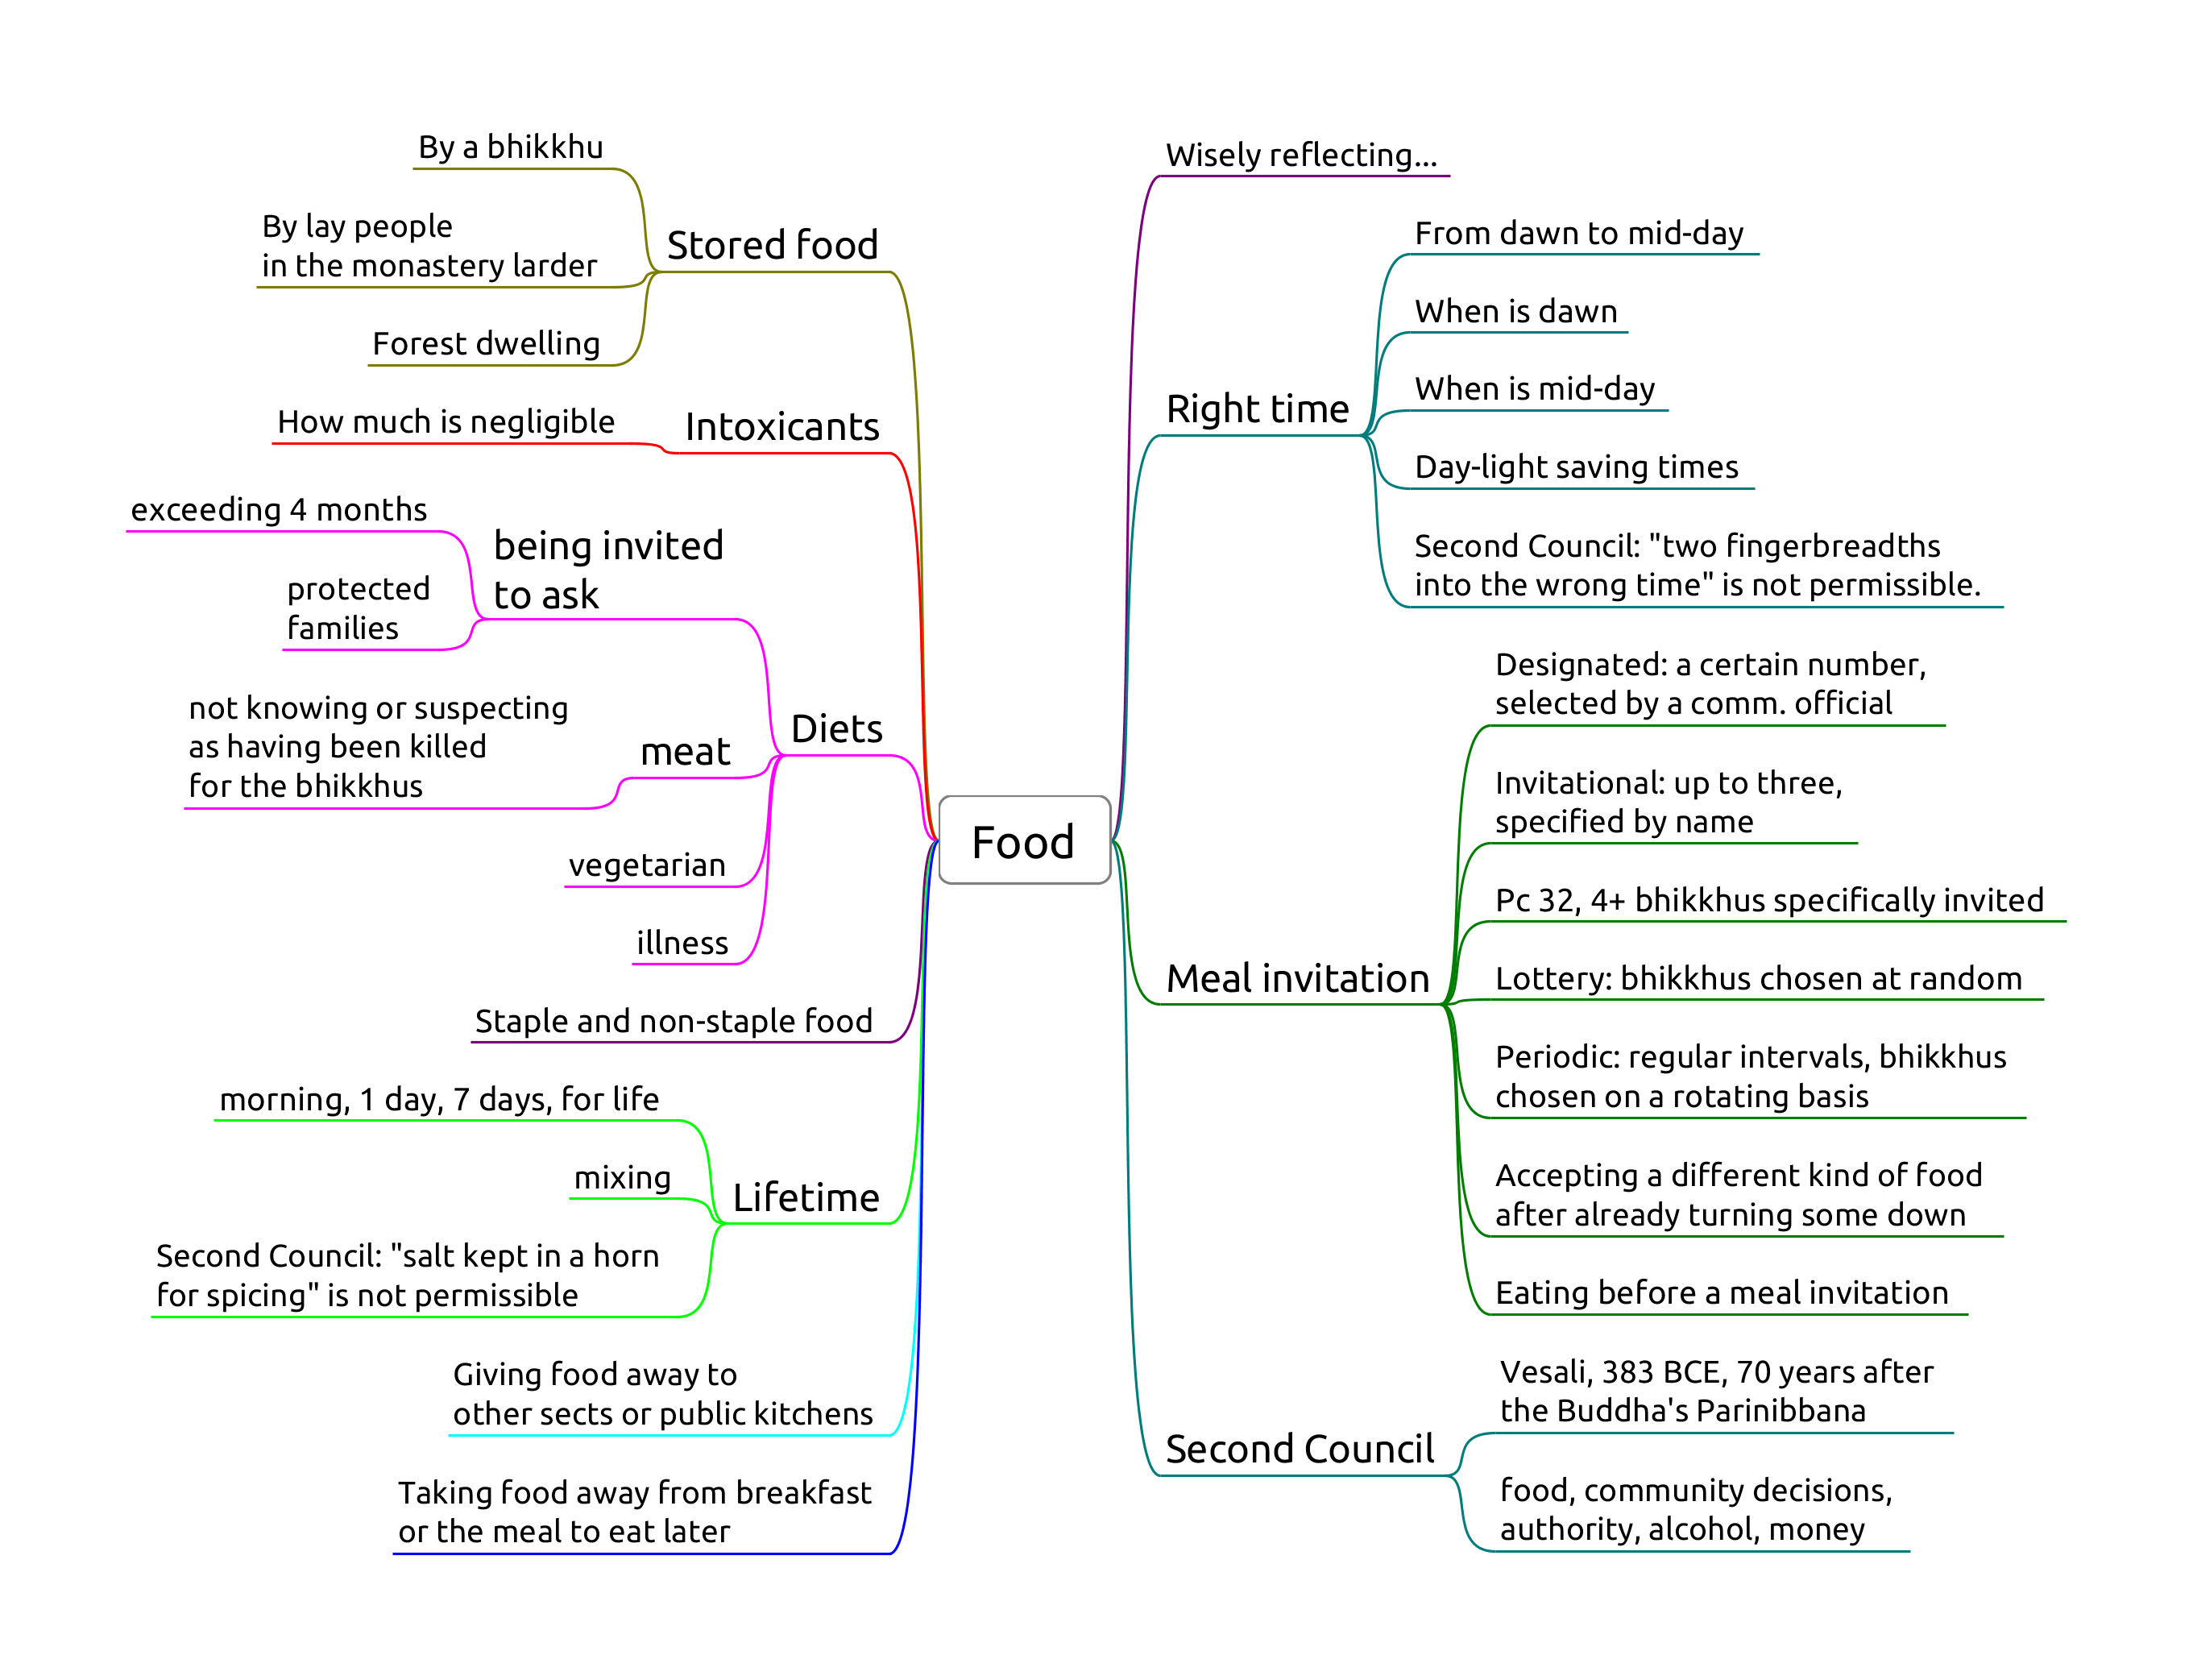 Food
Wisely reflecting...
Right time
From dawn to mid-day
When is dawn
When is mid-day
Day-light saving times
Second Council: "two fingerbreadths
into the wrong time" is not permissible.
Meal invitation
Designated: a certain number,
selected by a comm. official
Invitational: up to three,
specified by name
Pc 32, 4+ bhikkhus specifically invited
Lottery: bhikkhus chosen at random
Periodic: regular intervals, bhikkhus
chosen on a rotating basis
Accepting a different kind of food
after already turning some down
Eating before a meal invitation
Second Council
Vesali, 383 BCE, 70 years after
the Buddha's Parinibbana
food, community decisions,
authority, alcohol, money
Stored food
By a bhikkhu
By lay people
in the monastery larder
Forest dwelling
Intoxicants
How much is negligible
Diets
being invited
to ask
exceeding 4 months
protected
families
meat
not knowing or suspecting
as having been killed
for the bhikkhus
vegetarian
illness
Staple and non-staple food
Lifetime
morning, 1 day, 7 days, for life
mixing
Second Council: "salt kept in a horn
for spicing" is not permissible
Giving food away to
other sects or public kitchens
Taking food away from breakfast
or the meal to eat later